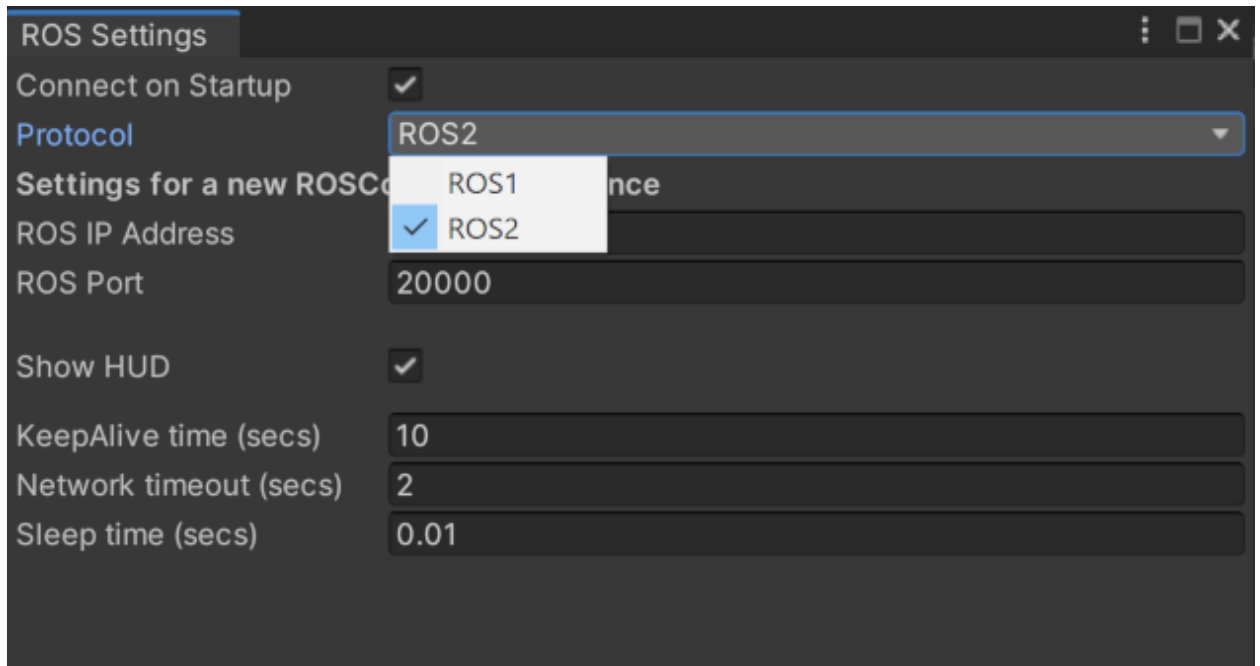 ROS Settings
Connect on Startup
Protocol ROS2
Settings for a new ROSCo nce
ROS1
ROS IP Address
ROS2
ROS Port 20000
Show HUD
KeepAlive time (secs) 10
Network timeout (secs) 2
Sleep time (secs) 0.01